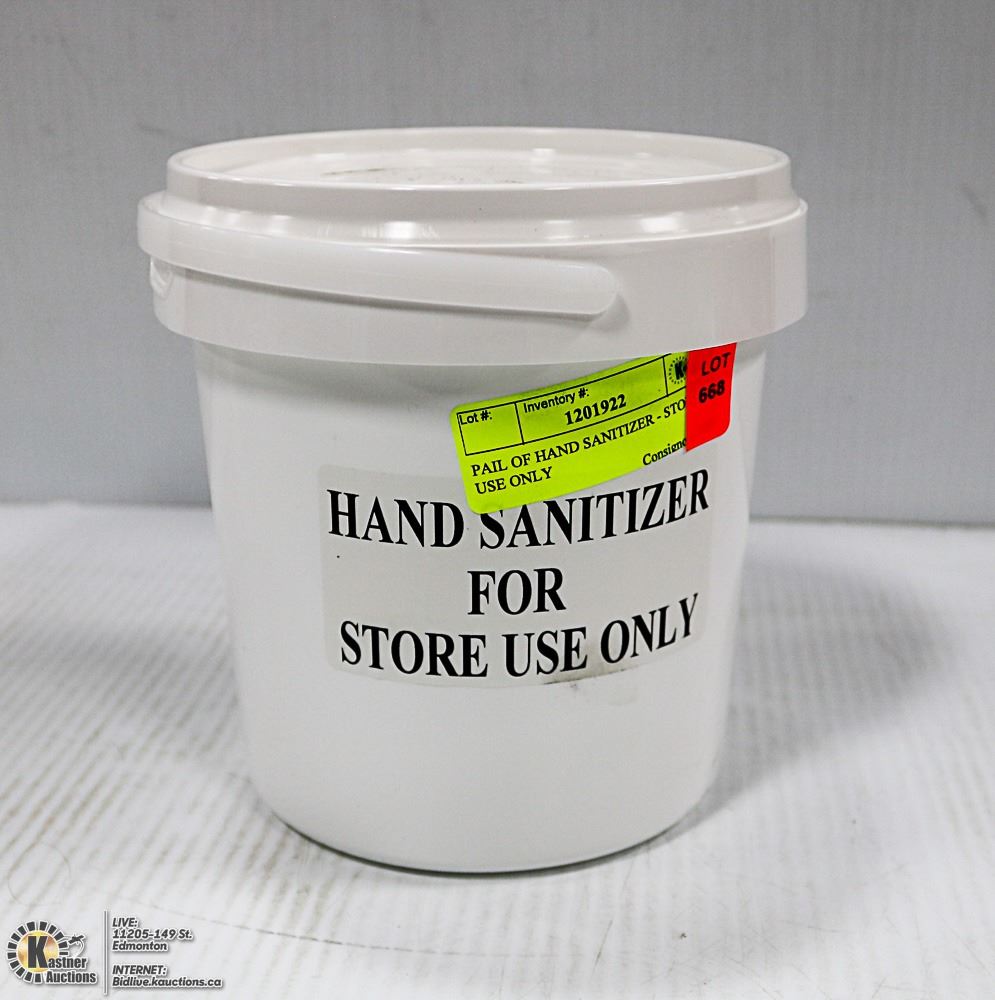 Lot #:
Inventory #:
1201922
K
LOT
668
PAIL OF HAND SANITIZER - STO
USE ONLY
Consigne
HAND SANITIZER
FOR
STORE USE ONLY
Kastner
Auctions
LIVE:
11205-149 St.
Edmonton
INTERNET:
Bidlive.kauctions.ca